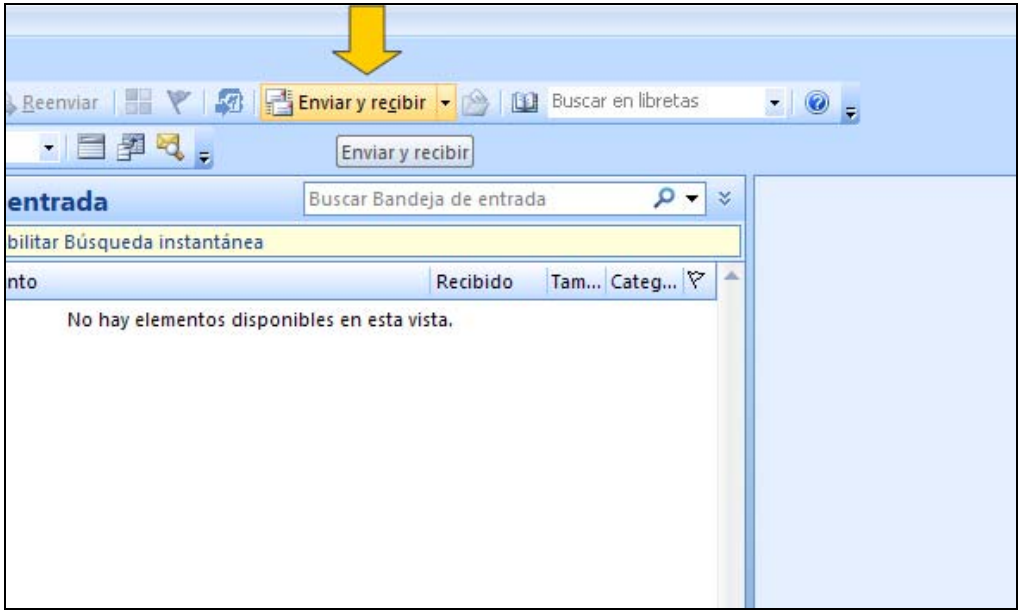 Reenviar Enviar y recibir Buscar en libretas
Enviar y recibir
entrada Buscar Bandeja de entrada
bilitar Búsqueda instantánea
nto Recibido Tam... Categ...
No hay elementos disponibles en esta vista.